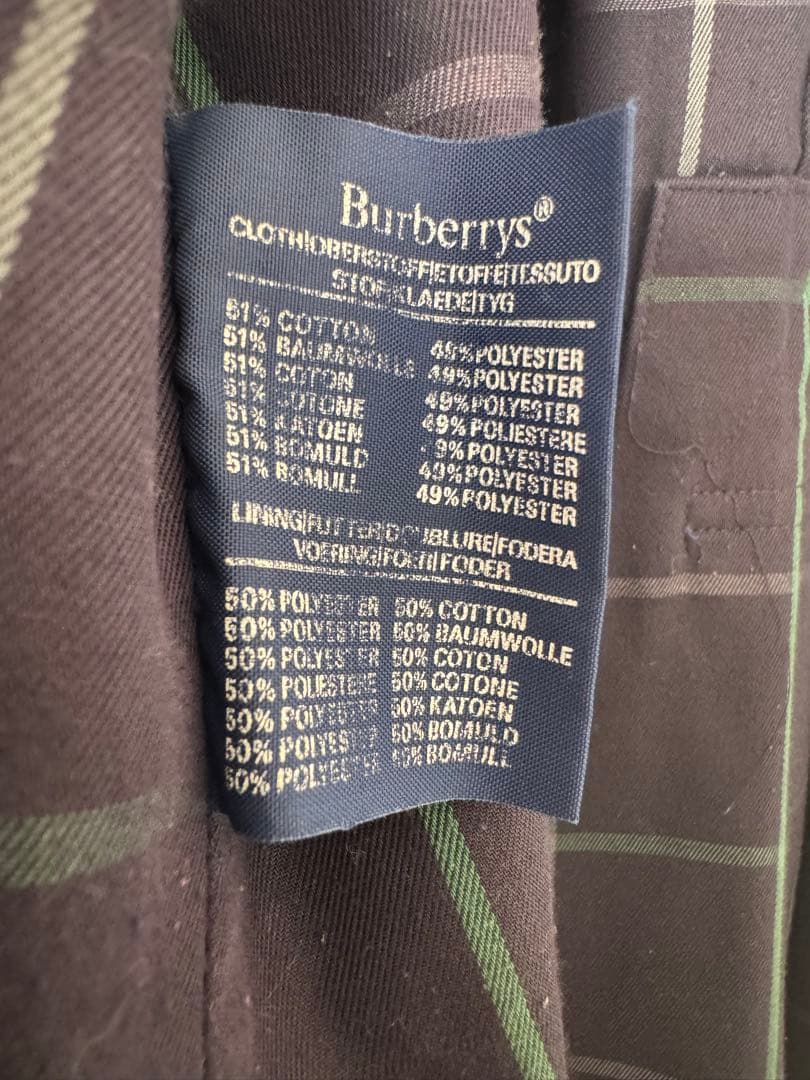 Burberrys®
CLOTH/OBERSTOFF/ETOFFE/TESSUTO
STOF/KLAEDE/TYG
51% COTTON 49% POLYESTER
51% BAUMWOLLE 49% POLYESTER
51% COTON 49% POLYESTER
51% COTONE 49% POLIESTERE
51% KATOEN 49% POLYESTER
51% BOMULD 49% POLYESTER
51% BOMULL 49% POLYESTER
LINING/FUTTER/DOUBLURE/FODERA
VOERING/FOER/FODER
50% POLYESTER 50% COTTON
50% POLYESTER 50% BAUMWOLLE
50% POLYESTER 50% COTON
50% POLIESTERE 50% COTONE
50% POLYESTER 50% KATOEN
50% POLYESTER 50% BOMULD
50% POLYESTER 50% BOMULL